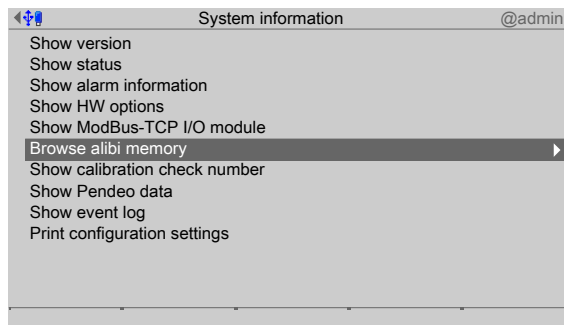 System information
@admin
Show version
Show status
Show alarm information
Show HW options
Show ModBus-TCP I/O module
Browse alibi memory
Show calibration check number
Show Pendeo data
Show event log
Print configuration settings